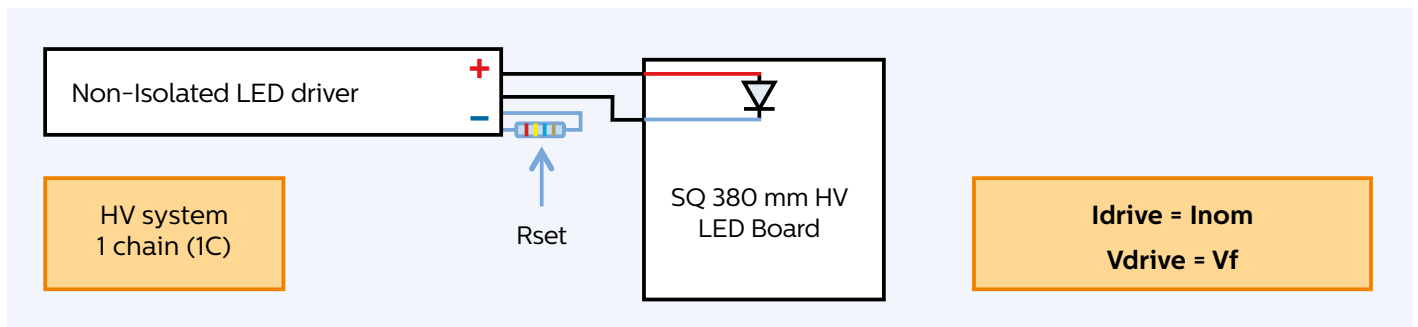 Non-Isolated LED driver
+
−
Rset
SQ 380 mm HV
LED Board
HV system
1 chain (1C)
Idrive = Inom
Vdrive = Vf